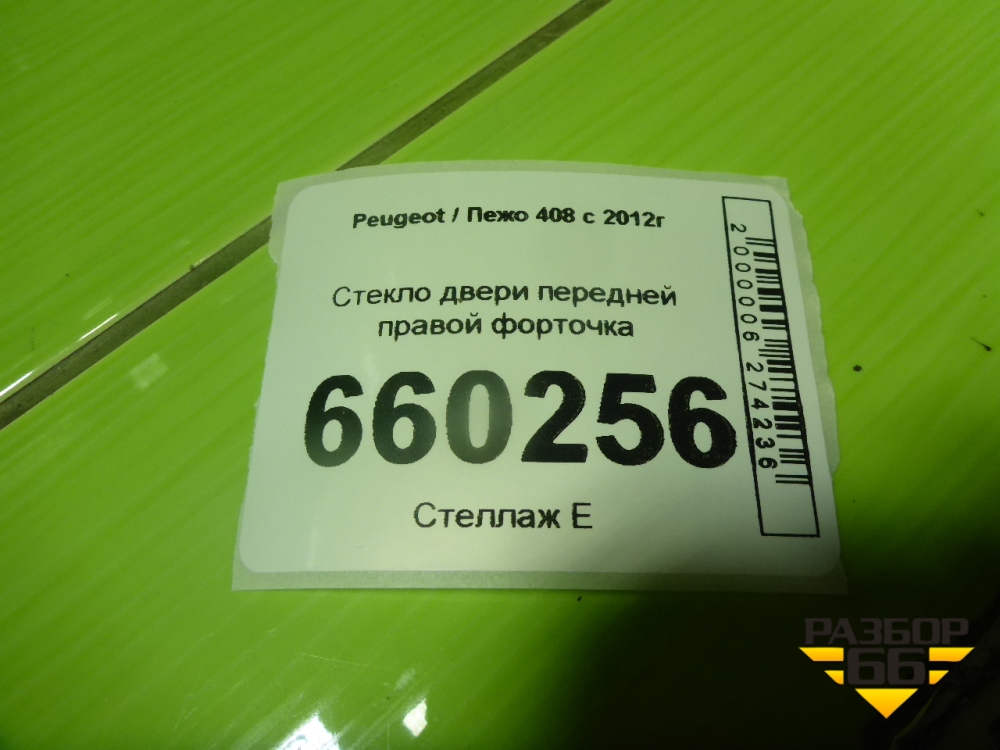 Peugeot / Пежо 408 с 2012г
Стекло двери передней
правой форточка
660256
Стеллаж Е
2000006274236
РАЗБОР
66